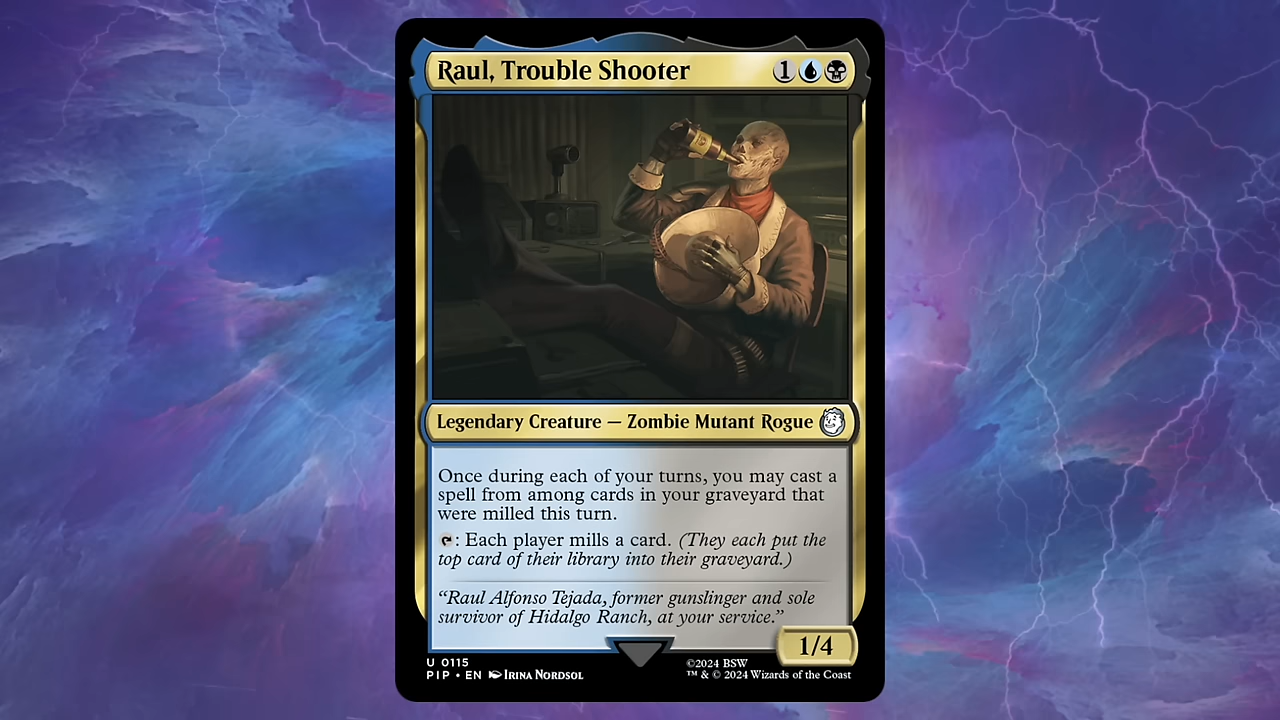 Raul, Trouble Shooter 1
Legendary Creature — Zombie Mutant Rogue
Once during each of your turns, you may cast a
spell from among cards in your graveyard that
were milled this turn.
: Each player mills a card. (They each put the
top card of their library into their graveyard.)
“Raul Alfonso Tejada, former gunslinger and sole
survivor of Hidalgo Ranch, at your service.”
1/4
U 0115
PIP • EN Irina Nordsol
©2024 BSW
™ & © 2024 Wizards of the Coast